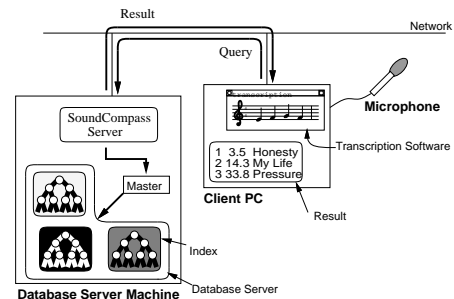 Result
Network
Query
Transcription
SoundCompass
Server
Microphone
Transcription Software
1 3.5 Honesty
2 14.3 My Life
3 33.8 Pressure
Master
Client PC
Result
Index
Database Server
Database Server Machine